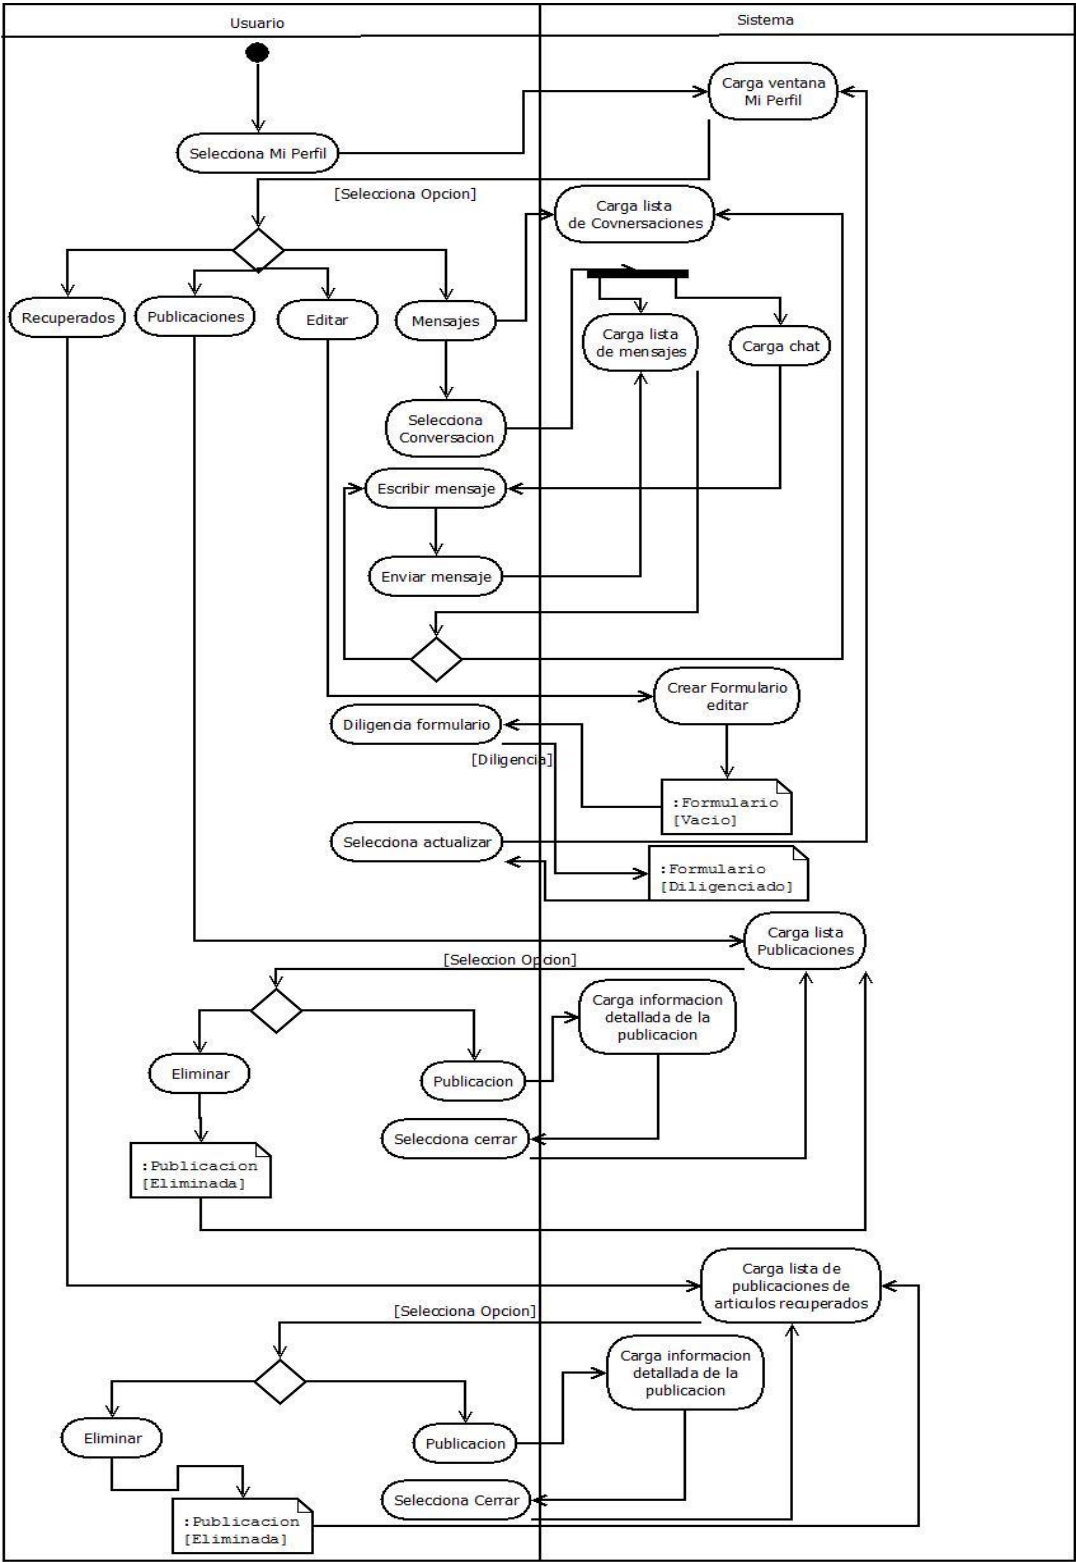 Usuario
Sistema
Carga ventana
Mi Perfil
Selecciona Mi Perfil
[Selecciona Opcion]
Carga lista
de Covnersaciones
Recuperados
Publicaciones
Editar
Mensajes
Carga lista
de mensajes
Carga chat
Selecciona
Conversacion
Escribir mensaje
Enviar mensaje
Crear Formulario
editar
Diligencia formulario
[Diligencia]
:Formulario
[Vacio]
Selecciona actualizar
:Formulario
[Diligenciado]
Carga lista
Publicaciones
[Seleccion Opcion]
Carga informacion
detallada de la
publicacion
Eliminar
Publicacion
Selecciona cerrar
:Publicacion
[Eliminada]
Carga lista de
publicaciones de
articulos recuperados
[Selecciona Opcion]
Carga informacion
detallada de la
publicacion
Eliminar
Publicacion
Selecciona Cerrar
:Publicacion
[Eliminada]